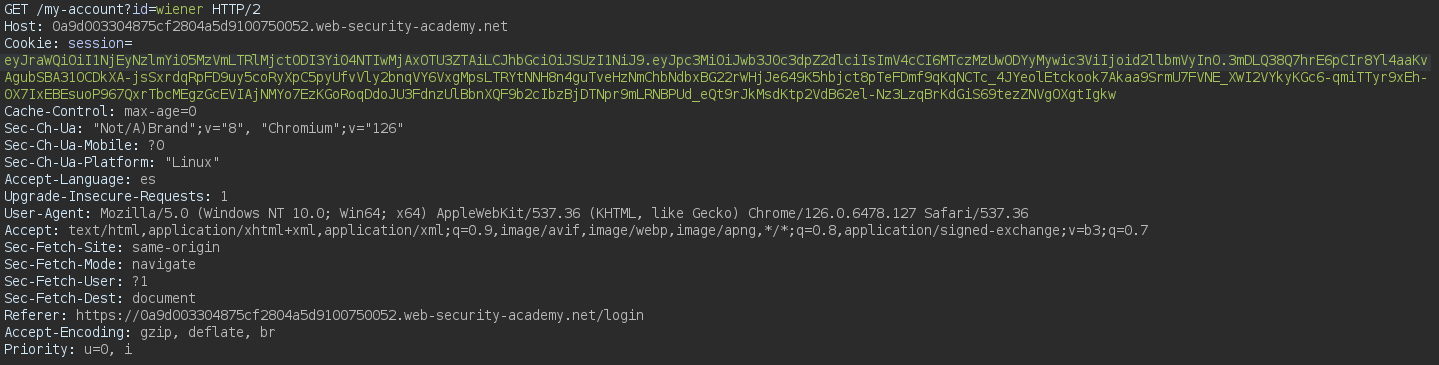 GET /my-account?id=wiener HTTP/2
Host: 0a9d003304875cf2804a5d9100750052.web-security-academy.net
Cookie: session=
eyJraWQiOiI1NjEyNzlmYi05MzVmLTRlMjctODI3Yi04NTIwMjAxOTU3ZTAiLCJhbGciOiJSUzI1NiJ9.eyJpc3MiOiJwb3J0c3dpZ2dlciIsImV4cCI6MTczMzUwODYyMywic3ViIjoid2llbmVyIn0.3mDLQ38Q7hrE6pCIr8Yl4aaKv
AgubSBA31OCDkXA-jsSxrdqRpFD9uy5coRyXpC5pyUfvVly2bnqVY6VxgMpsLTRYtNNH8n4guTveHzNmChbNdbxBG22rWHjJe649K5hbjct8pTeFDmf9qKqNCTc_4JYeolEtckook7Akaa9SrmU7FVNE_XWI2VYkyKGc6-qmiTTyr9xEh-
OX7IxEBEsuoP967QxrTbcMEgzGcEVIAjNMYo7EzKGoRoqDdoJU3FdnzUlBbnXQF9b2cIbzBjDTNpr9mLRNBPUd_eQt9rJkMsdKtp2VdB62el-Nz3LzqBrKdGiS69tezZNVgOXgtIgkw
Cache-Control: max-age=0
Sec-Ch-Ua: "Not/A)Brand";v="8", "Chromium";v="126"
Sec-Ch-Ua-Mobile: ?0
Sec-Ch-Ua-Platform: "Linux"
Accept-Language: es
Upgrade-Insecure-Requests: 1
User-Agent: Mozilla/5.0 (Windows NT 10.0; Win64; x64) AppleWebKit/537.36 (KHTML, like Gecko) Chrome/126.0.6478.127 Safari/537.36
Accept: text/html,application/xhtml+xml,application/xml;q=0.9,image/avif,image/webp,image/apng,*/*;q=0.8,application/signed-exchange;v=b3;q=0.7
Sec-Fetch-Site: same-origin
Sec-Fetch-Mode: navigate
Sec-Fetch-User: ?1
Sec-Fetch-Dest: document
Referer: https://0a9d003304875cf2804a5d9100750052.web-security-academy.net/login
Accept-Encoding: gzip, deflate, br
Priority: u=0, i